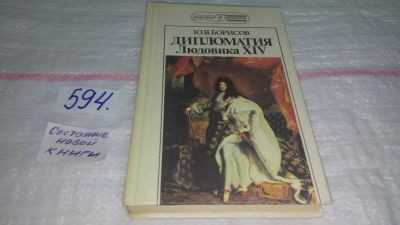 Ю.В.БОРИСОВ
ДИПЛОМАТИЯ
Людовика XIV
594.
Состояние
новой
книги